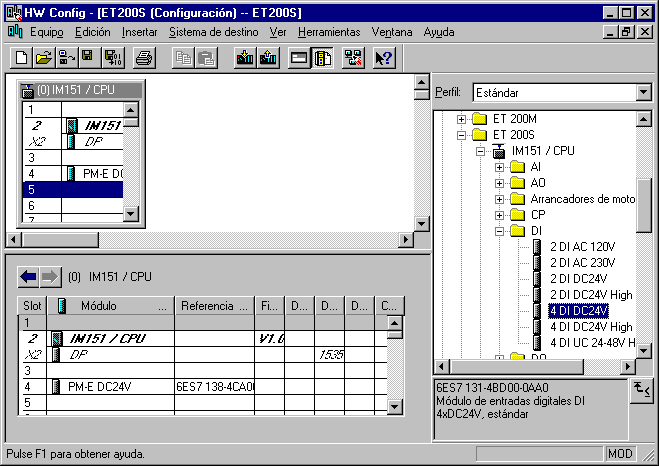 HW Config - [ET200S (Configuración) -- ET200S]
Equipo Edición Insertar Sistema de destino Ver Herramientas Ventana Ayuda
(0) IM151 / CPU
1
2 IM151
X2 DP
3
4 PM-E DC
5
6
7
Perfil: Estándar
ET 200M
ET 200S
IM151 / CPU
AI
AO
Arrancadores de moto
CP
DI
2 DI AC 120V
2 DI AC 230V
2 DI DC24V
2 DI DC24V High
4 DI DC24V
4 DI DC24V High
4 DI UC 24-48V H
DO
(0) IM151 / CPU
Slot Módulo ... Referencia ... Fi... D... D... D... C...
1
2 IM151 / CPU V1.0
X2 DP 1535
3
4 PM-E DC24V 6ES7 138-4CA00
5
6ES7 131-4BD00-0AA0
Módulo de entradas digitales DI
4xDC24V, estándar
Pulse F1 para obtener ayuda. MOD